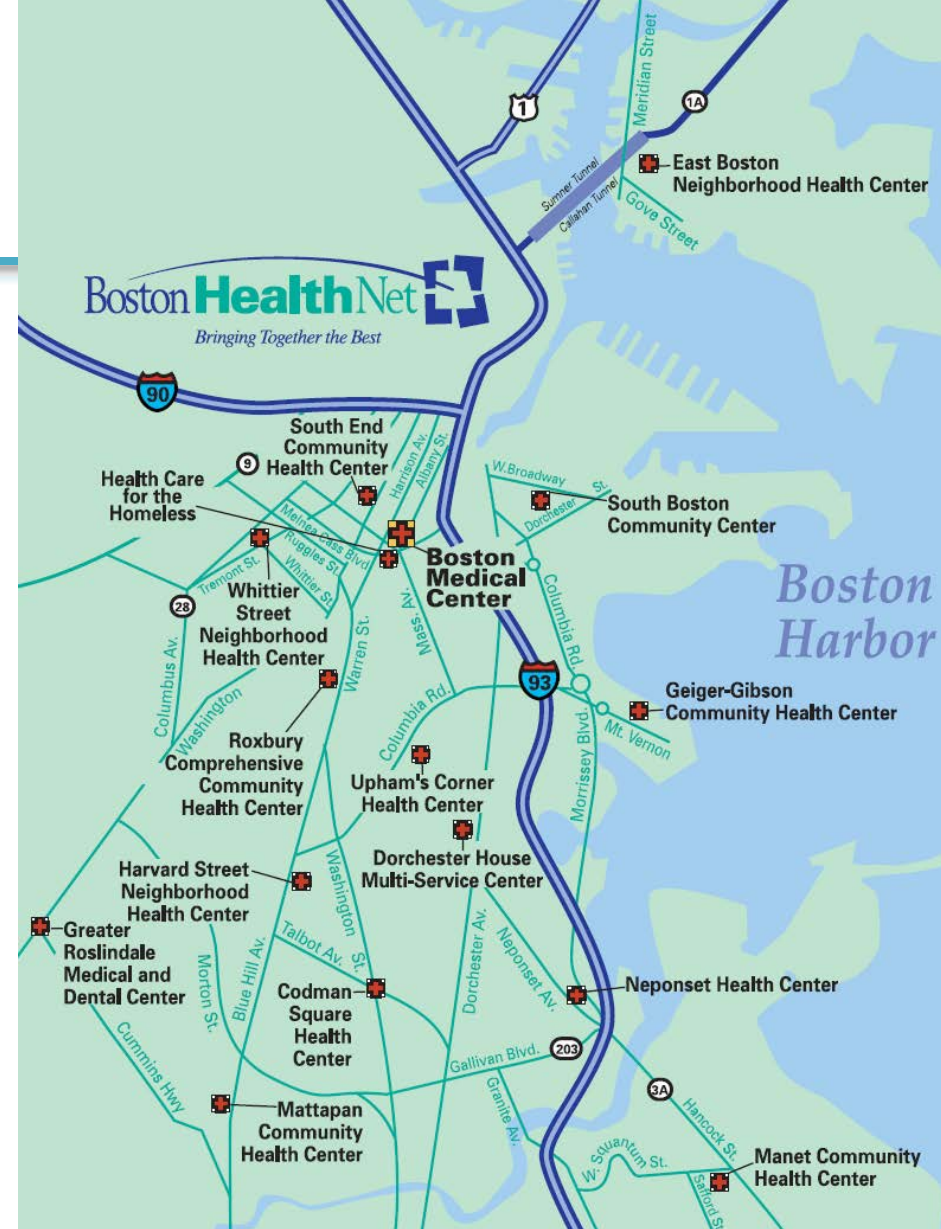 1
1A
Meridian Street
Sumner Tunnel
Callahan Tunnel
East Boston
Neighborhood Health Center
Gove Street
Boston HealthNet
Bringing Together the Best
90
South End
Community
Health Center
Harrison Av.
Albany St.
9
Health Care
for the
Homeless
W.Broadway
Dorchester St.
South Boston
Community Center
Melnea Cass Blvd
Ruggles St.
Whittier St.
Tremont St.
Boston
Medical
Center
Boston
Harbor
28
Whittier
Street
Neighborhood
Health Center
Columbus Av.
Washington
Warren St.
Mass. Av.
Columbia Rd.
93
Geiger-Gibson
Community Health Center
Mt. Vernon
Morrissey Blvd.
Roxbury
Comprehensive
Community
Health Center
Columbia Rd.
Upham's Corner
Health Center
Dorchester House
Multi-Service Center
Harvard Street
Neighborhood
Health Center
Washington St.
Greater
Roslindale
Medical and
Dental Center
Morton St.
Blue Hill Av.
Talbot Av.
Dorchester Av.
Neponset Av.
Codman
Square
Health
Center
Neponset Health Center
Cummins Hwy
Gallivan Blvd.
203
Granite Av.
3A
Hancock St.
Mattapan
Community
Health Center
W. Squantum St.
Manet Community
Health Center
Safford St